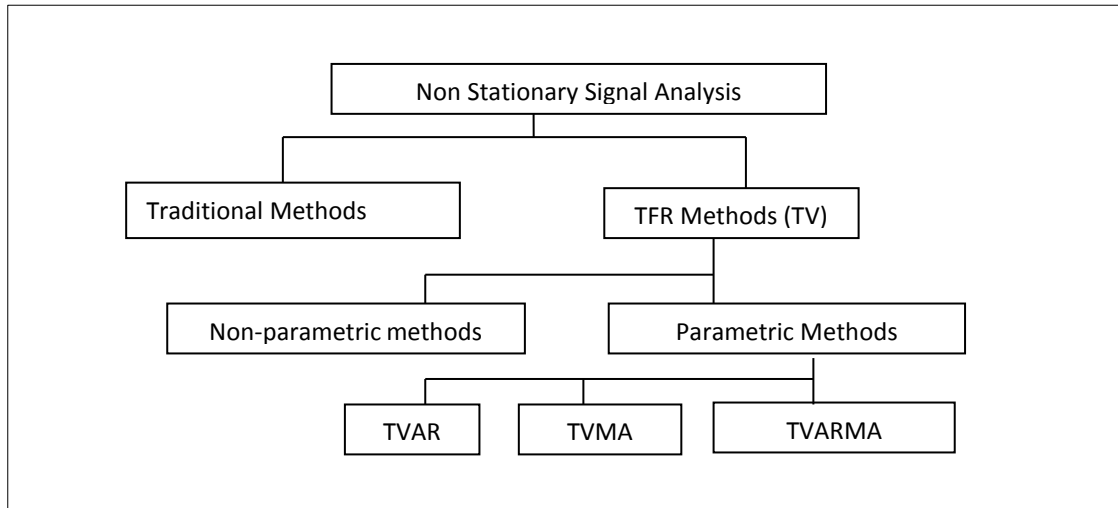 Non Stationary Signal Analysis
Traditional Methods
TFR Methods (TV)
Non-parametric methods
Parametric Methods
TVAR
TVMA
TVARMA